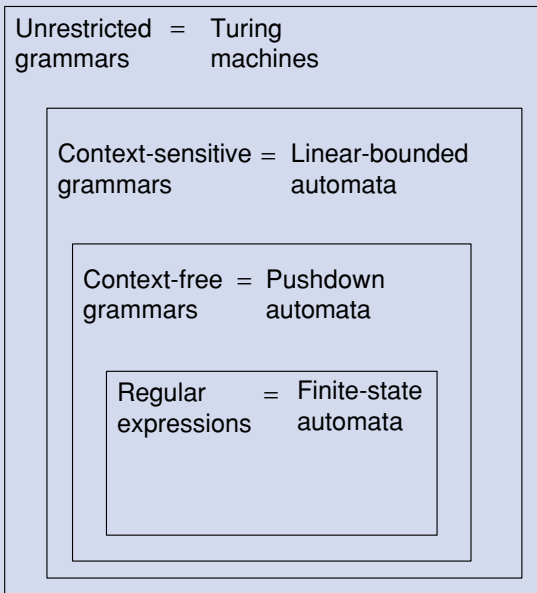 Unrestricted = Turing
grammars machines
Context-sensitive = Linear-bounded
grammars automata
Context-free = Pushdown
grammars automata
Regular = Finite-state
expressions automata